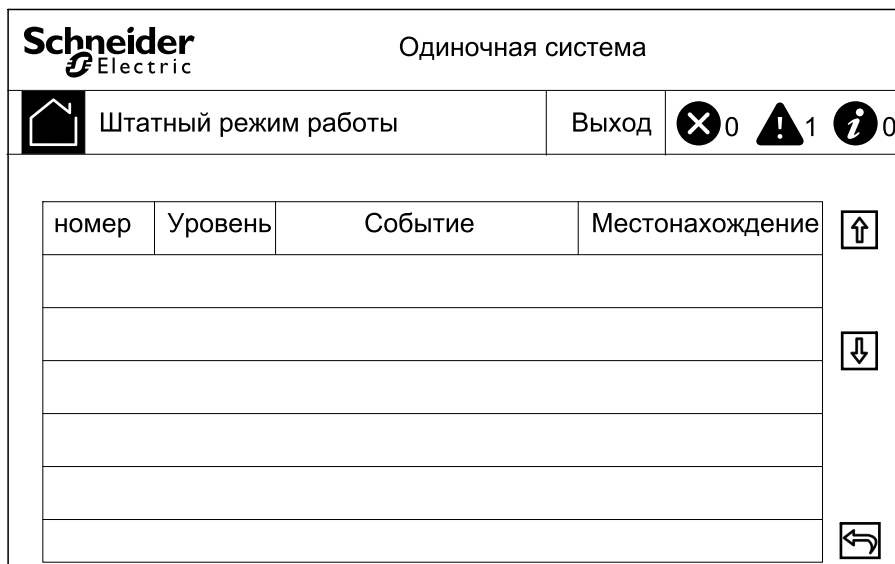 Schneider
Electric
Одиночная система
Штатный режим работы
Выход
0
1
0
номер Уровень Событие Местонахождение